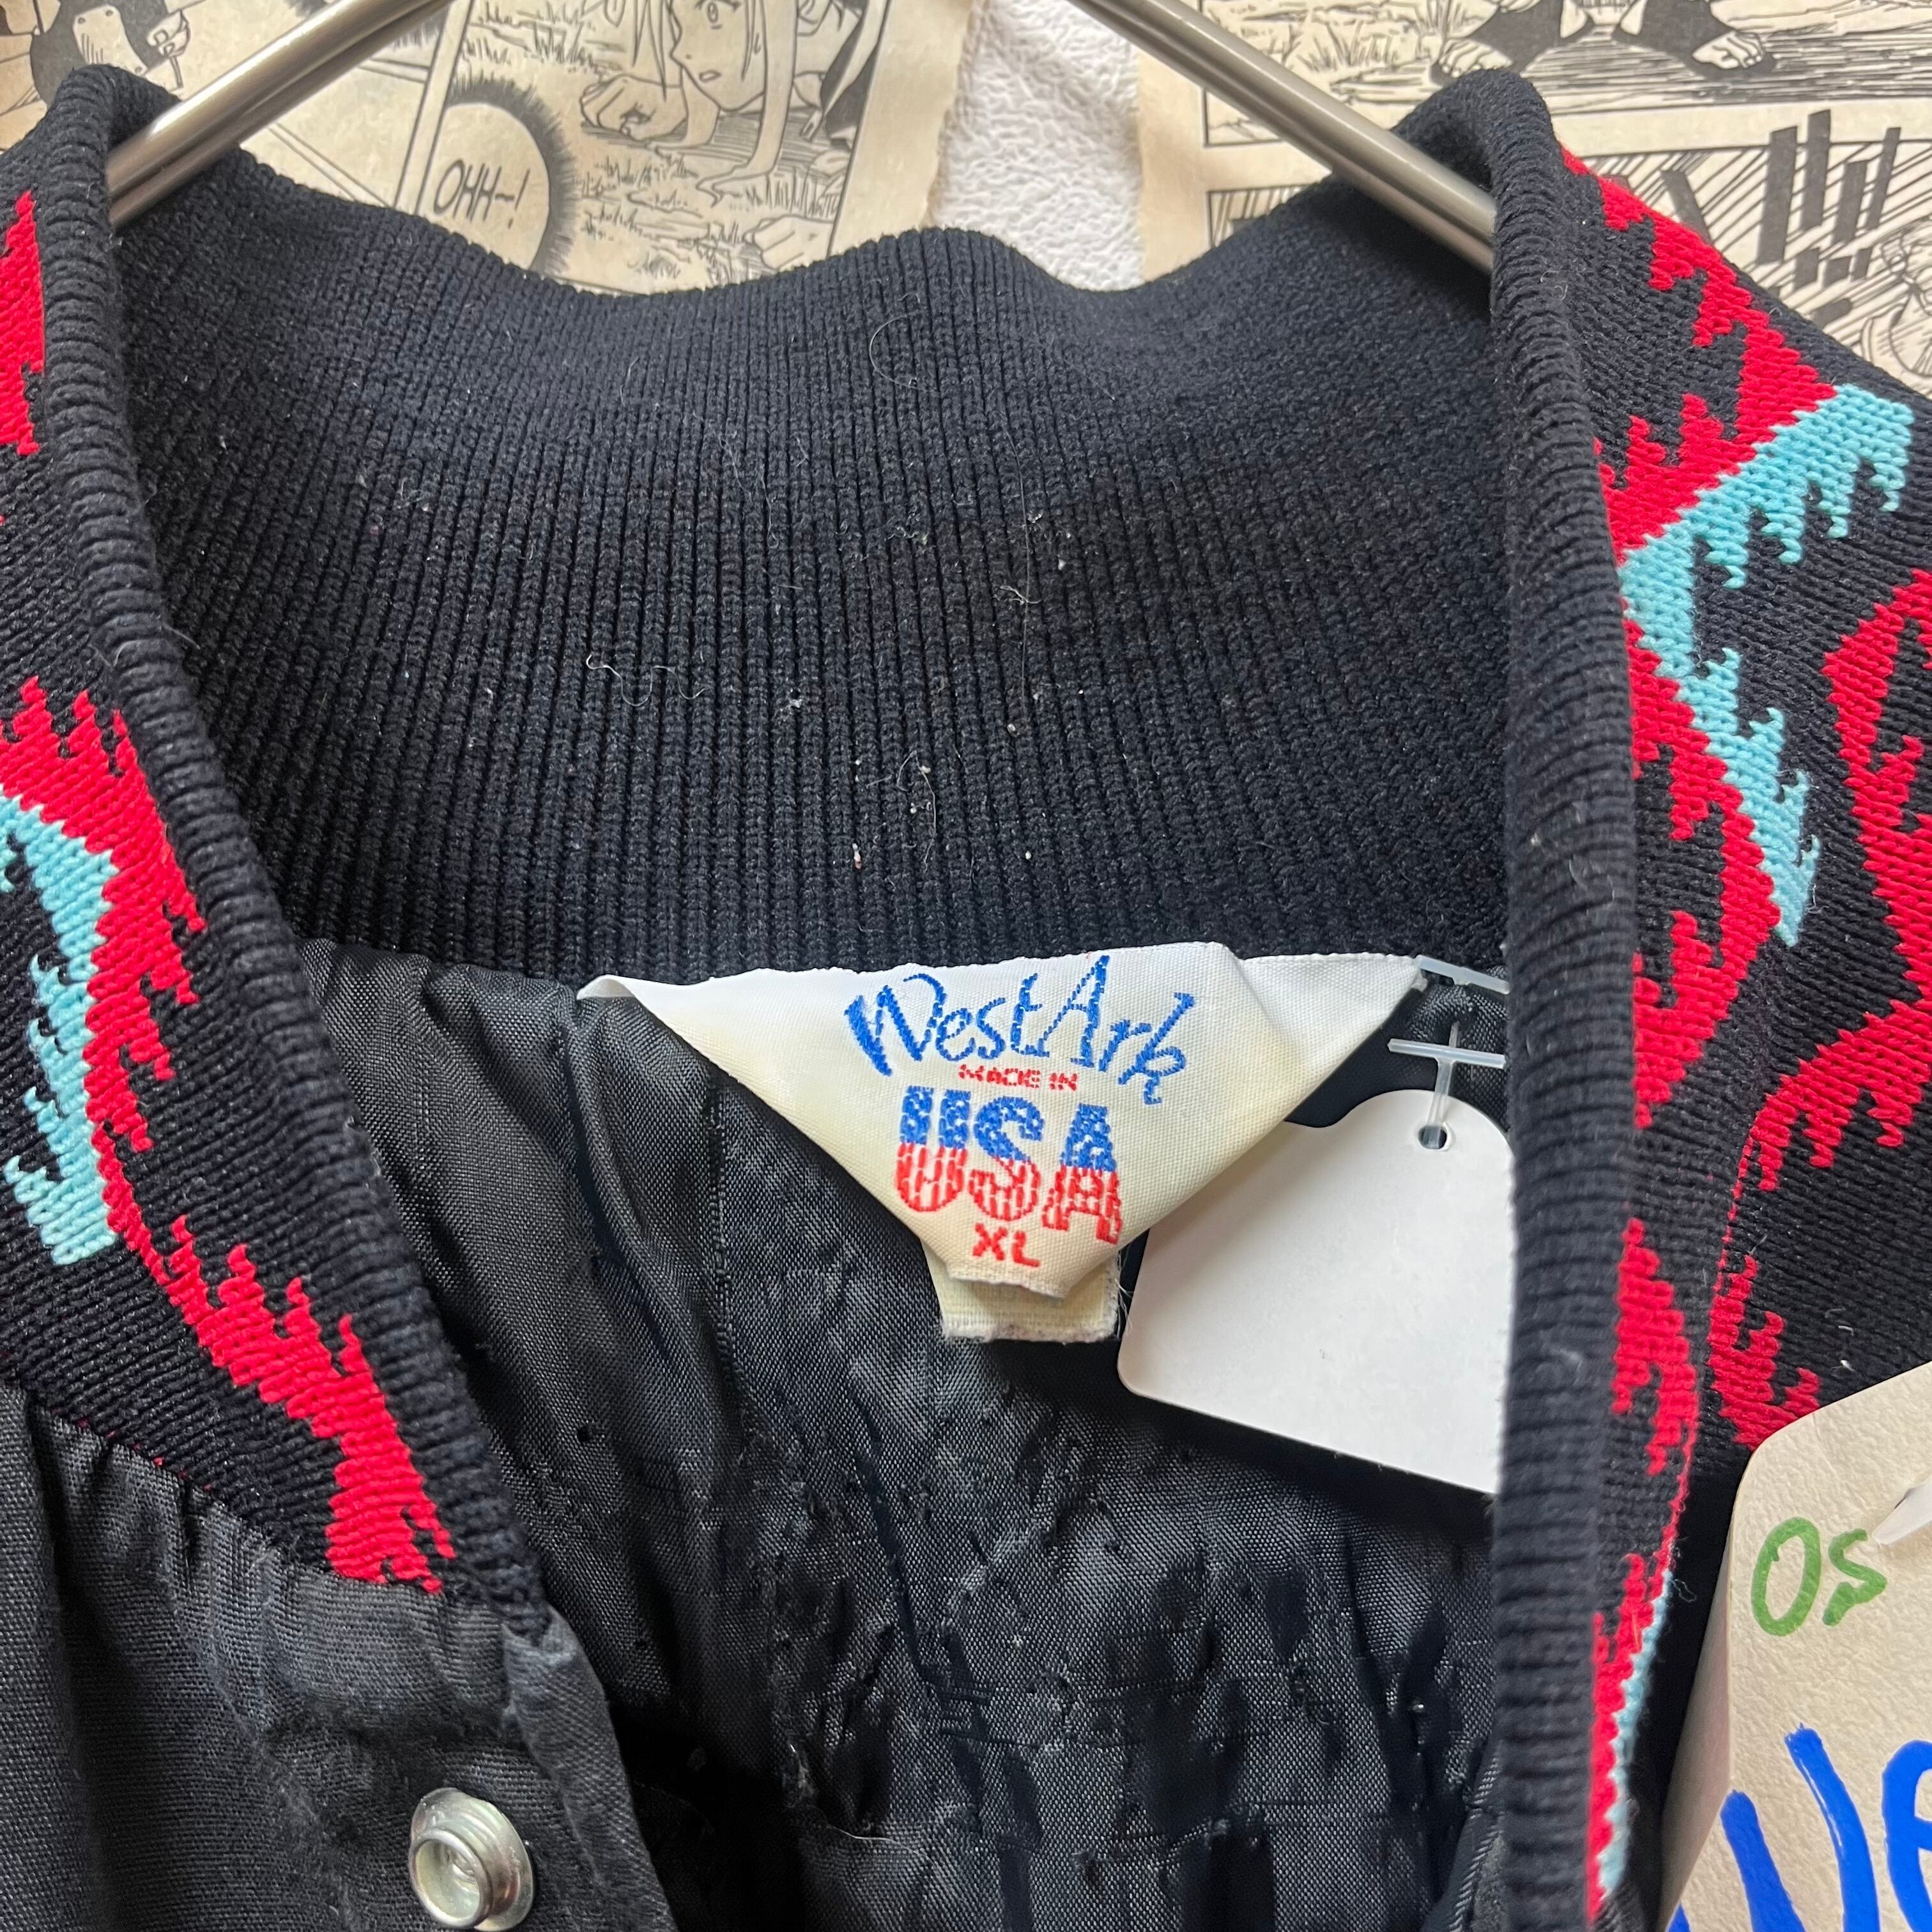 OHH~!
WestArk
MADE IN
USA
XL
OS